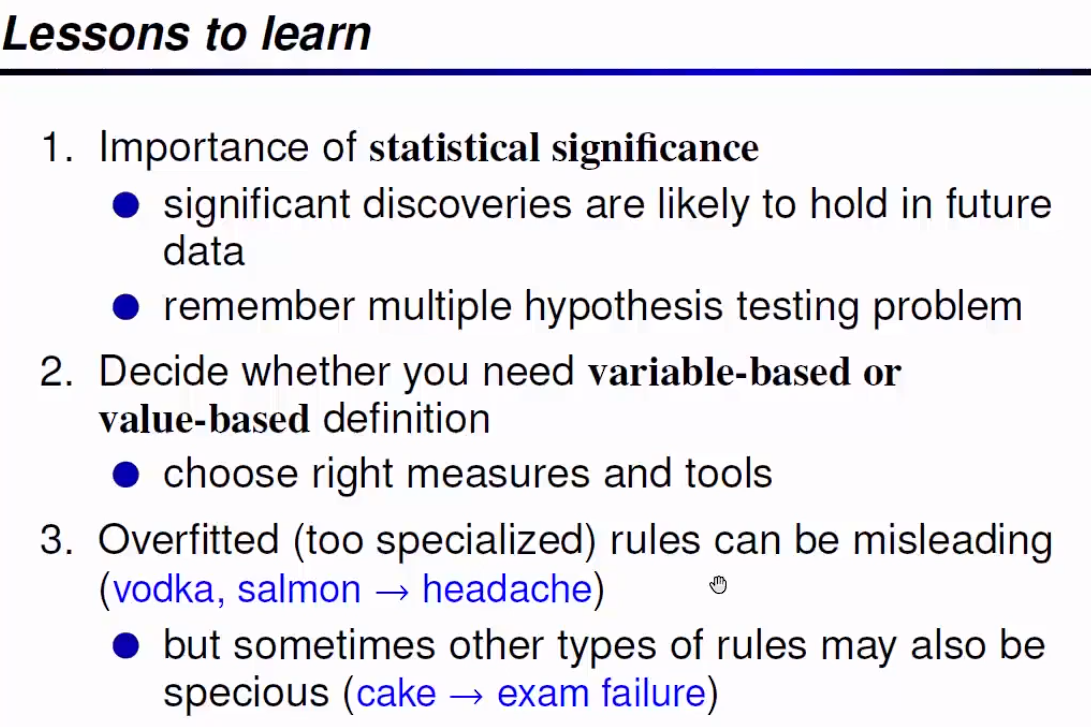 Lessons to learn
1. Importance of statistical significance
● significant discoveries are likely to hold in future
data
● remember multiple hypothesis testing problem
2. Decide whether you need variable-based or
value-based definition
● choose right measures and tools
3. Overfitted (too specialized) rules can be misleading
(vodka, salmon → headache)
● but sometimes other types of rules may also be
specious (cake → exam failure)